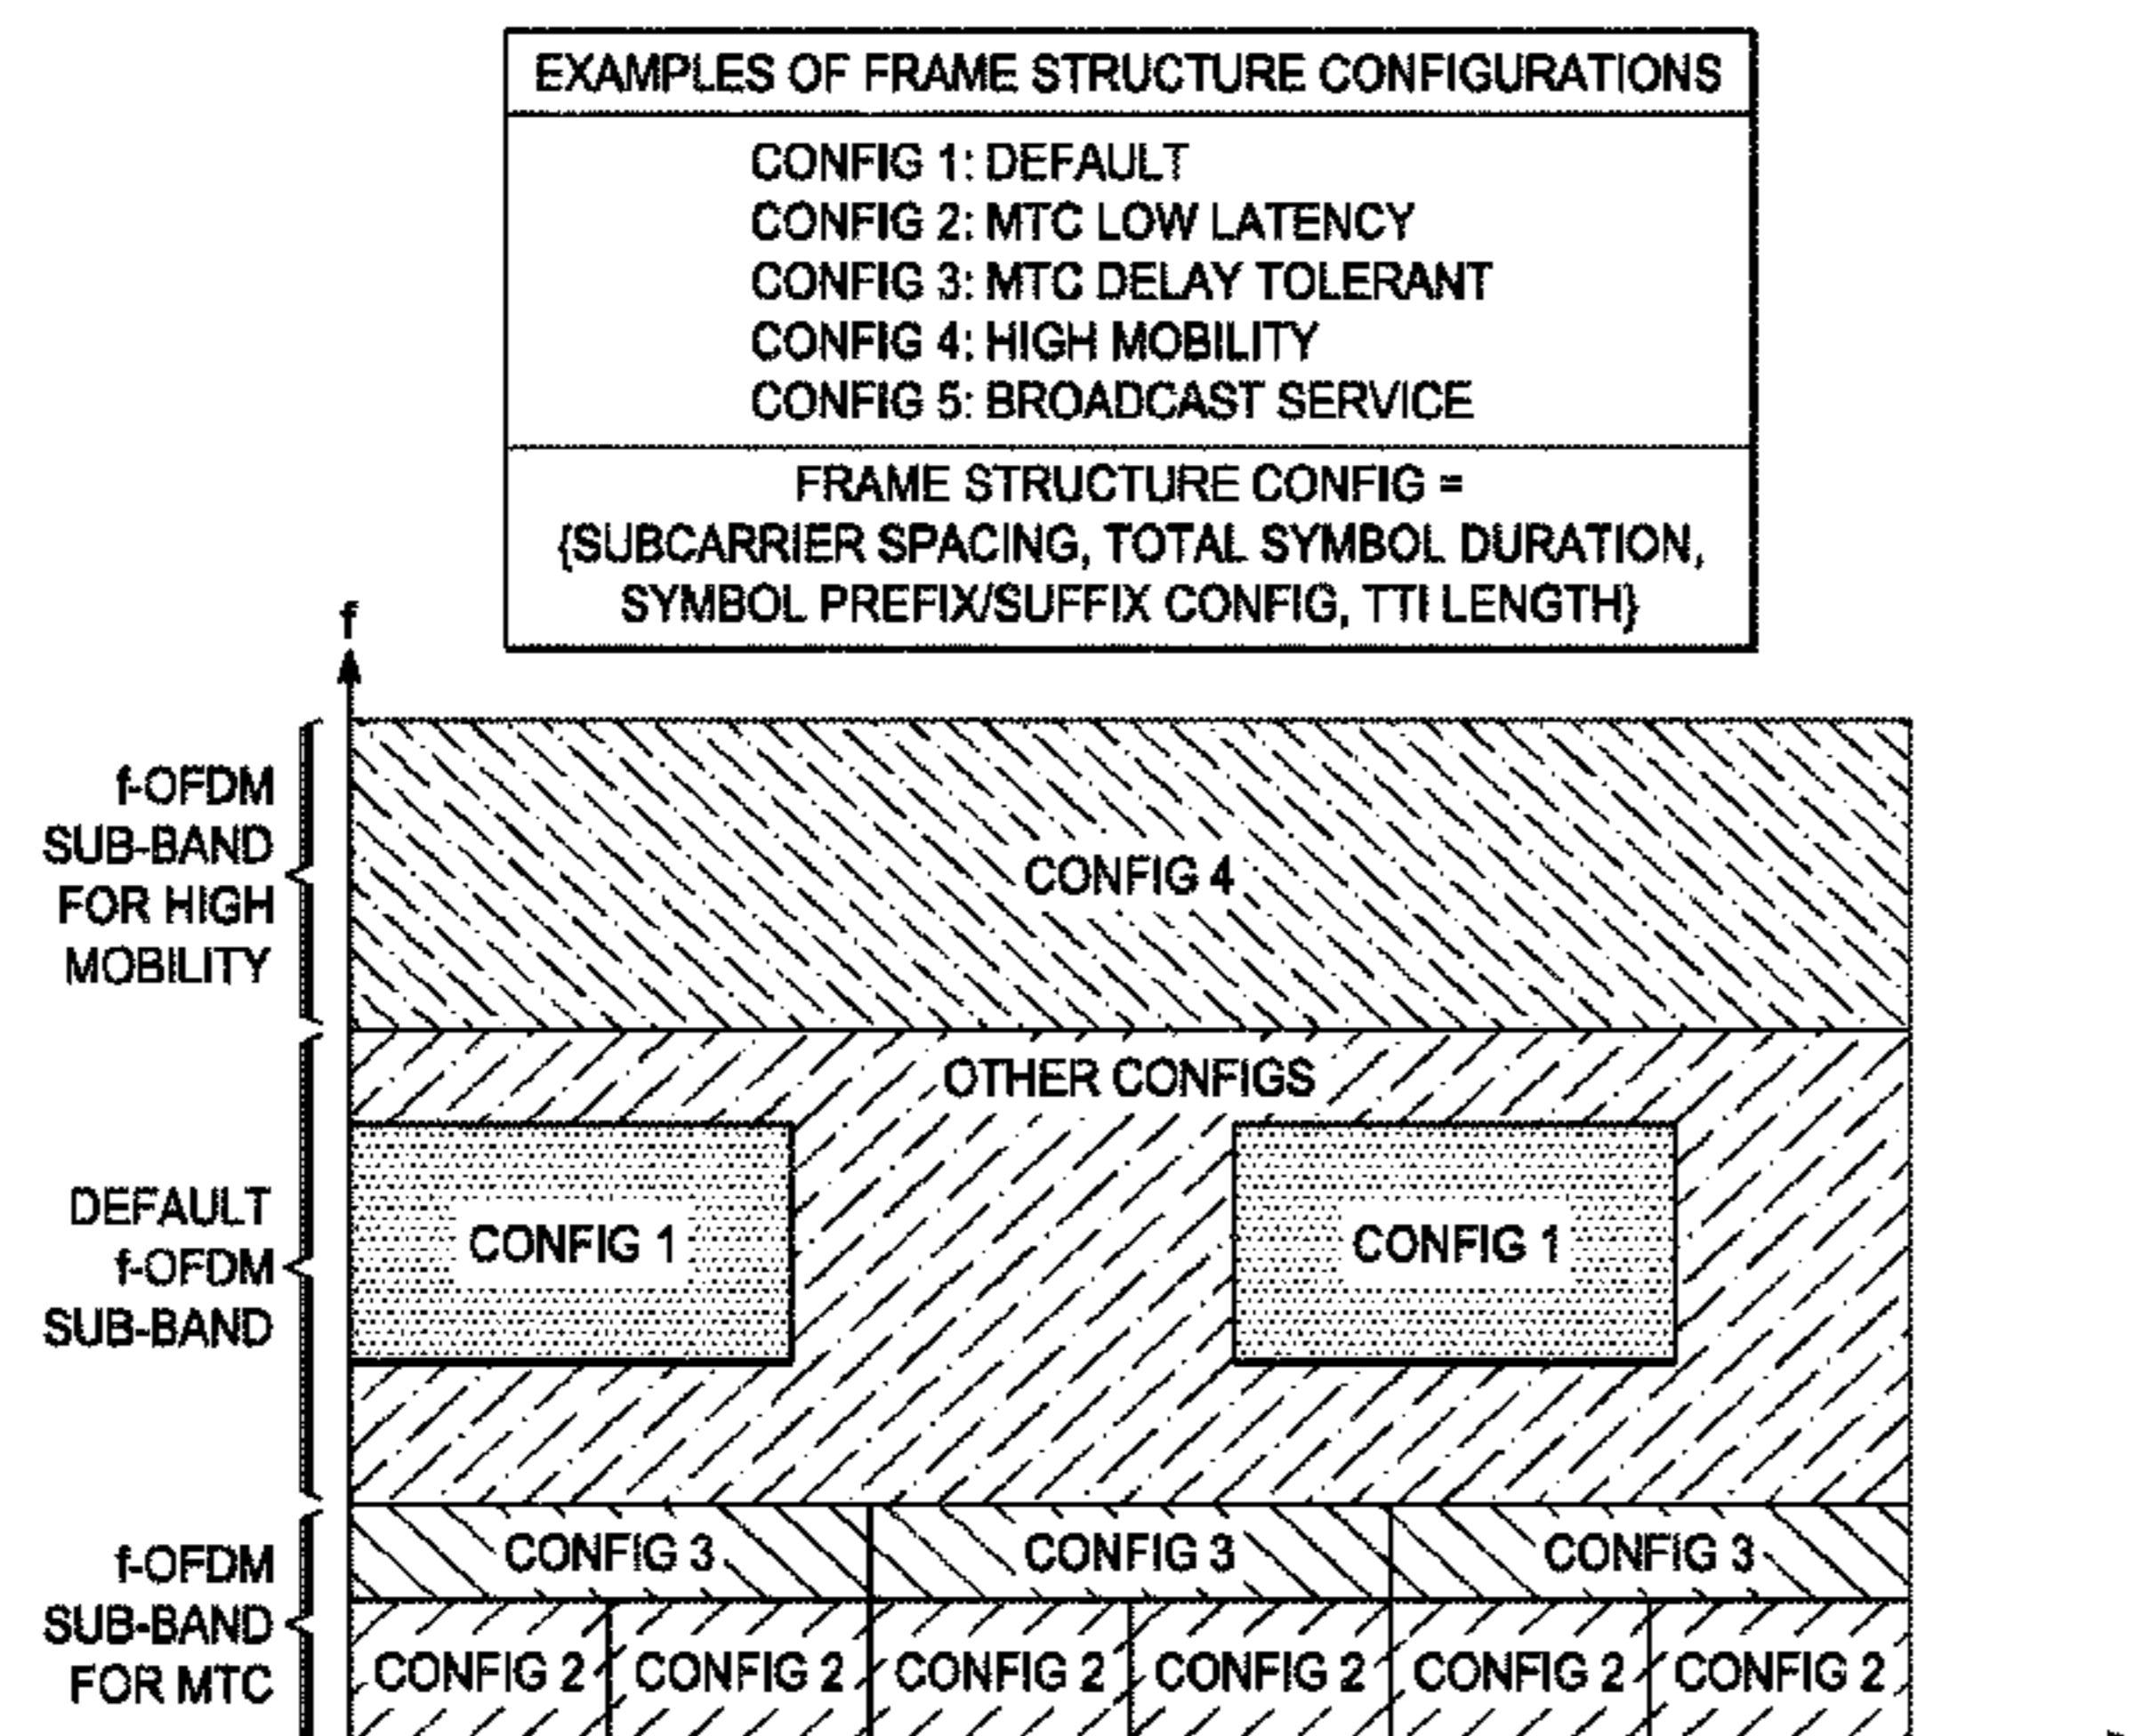 EXAMPLES OF FRAME STRUCTURE CONFIGURATIONS
CONFIG 1: DEFAULT
CONFIG 2: MTC LOW LATENCY
CONFIG 3: MTC DELAY TOLERANT
CONFIG 4: HIGH MOBILITY
CONFIG 5: BROADCAST SERVICE
FRAME STRUCTURE CONFIG =
{SUBCARRIER SPACING, TOTAL SYMBOL DURATION,
SYMBOL PREFIX/SUFFIX CONFIG, TTI LENGTH}
f
f-OFDM
SUB-BAND
FOR HIGH
MOBILITY
CONFIG 4
OTHER CONFIGS
DEFAULT
f-OFDM
SUB-BAND
CONFIG 1
CONFIG 1
f-OFDM
SUB-BAND
FOR MTC
CONFIG 3
CONFIG 3
CONFIG 3
CONFIG 2
CONFIG 2
CONFIG 2
CONFIG 2
CONFIG 2
CONFIG 2